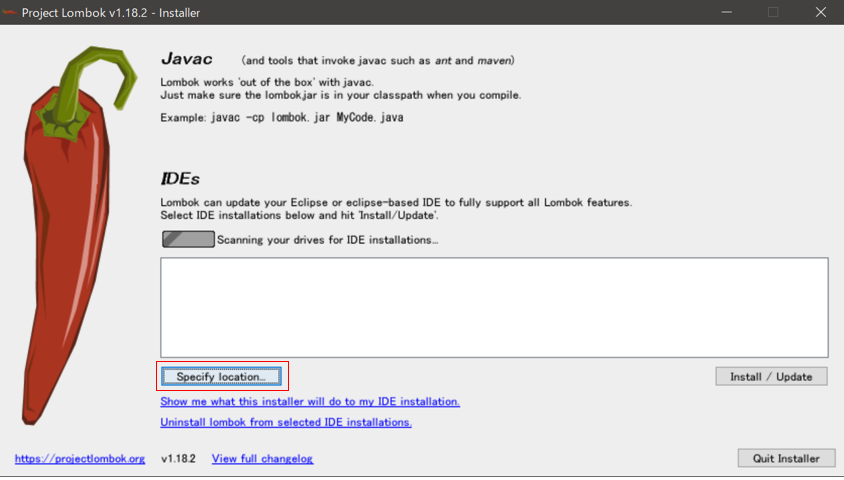 Project Lombok v1.18.2 - Installer
Javac (and tools that invoke javac such as ant and maven)
Lombok works 'out of the box' with javac.
Just make sure the lombok.jar is in your classpath when you compile.
Example: javac -cp lombok.jar MyCode.java
IDEs
Lombok can update your Eclipse or eclipse-based IDE to fully support all Lombok features.
Select IDE installations below and hit 'Install/Update'.
Scanning your drives for IDE installations...
Specify location... Install / Update
Show me what this installer will do to my IDE installation.
Uninstall lombok from selected IDE installations.
https://projectlombok.org v1.18.2 View full changelog Quit Installer